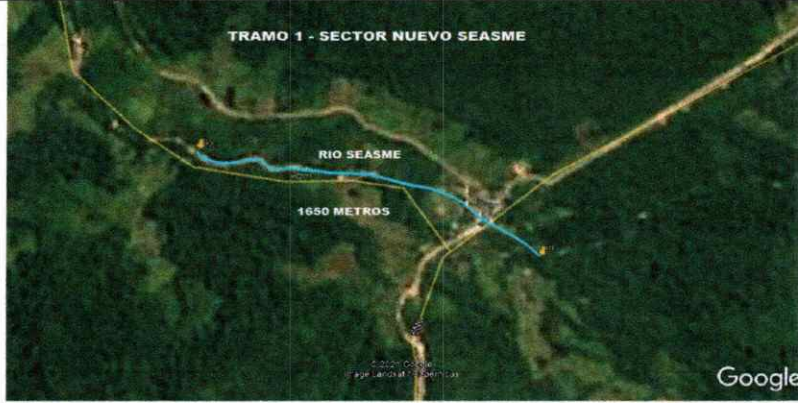 TRAMO 1 - SECTOR NUEVO SEASME
RIO SEASME
1650 METROS
Google